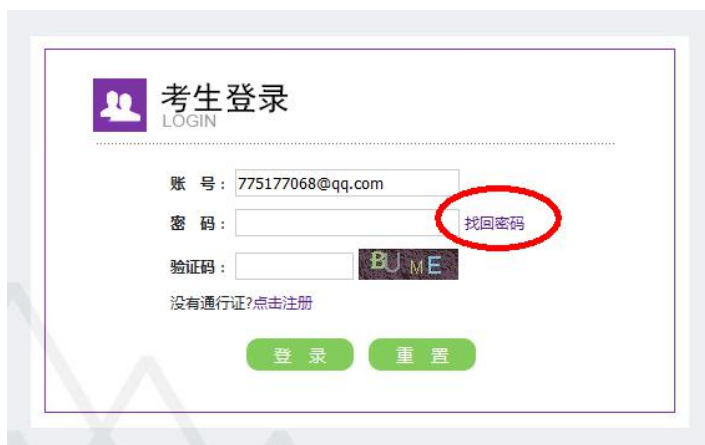 考生登录
LOGIN
账 号： 775177068@qq.com
密 码： 找回密码
验证码： BUME
没有通行证?点击注册
登 录 重 置